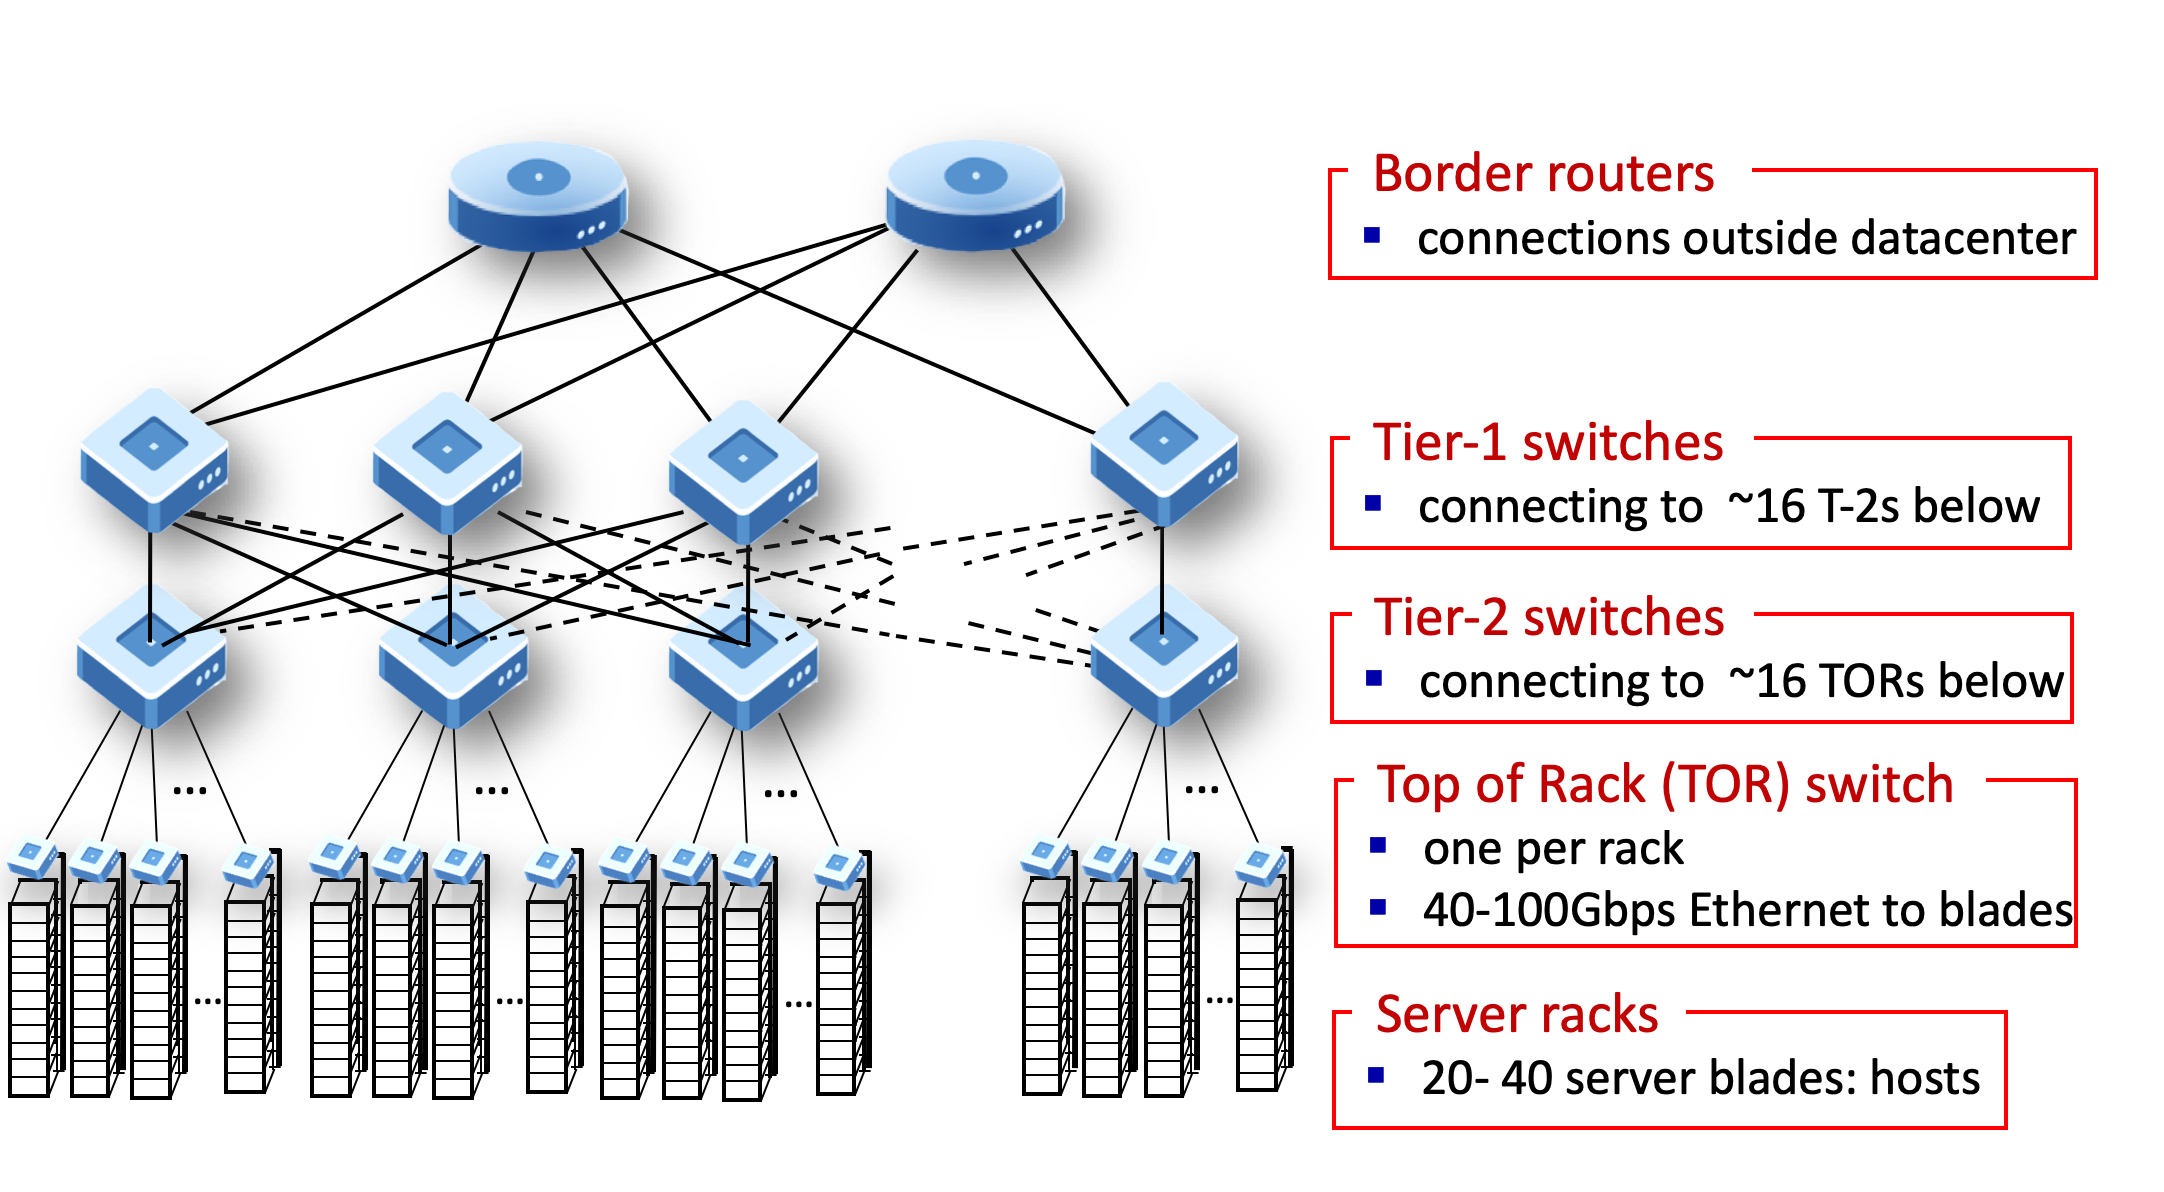 Border routers
▪ connections outside datacenter
Tier-1 switches
▪ connecting to ~16 T-2s below
Tier-2 switches
▪ connecting to ~16 TORs below
Top of Rack (TOR) switch
▪ one per rack
▪ 40-100Gbps Ethernet to blades
Server racks
▪ 20- 40 server blades: hosts
... ... ... ...
... ... ... ...